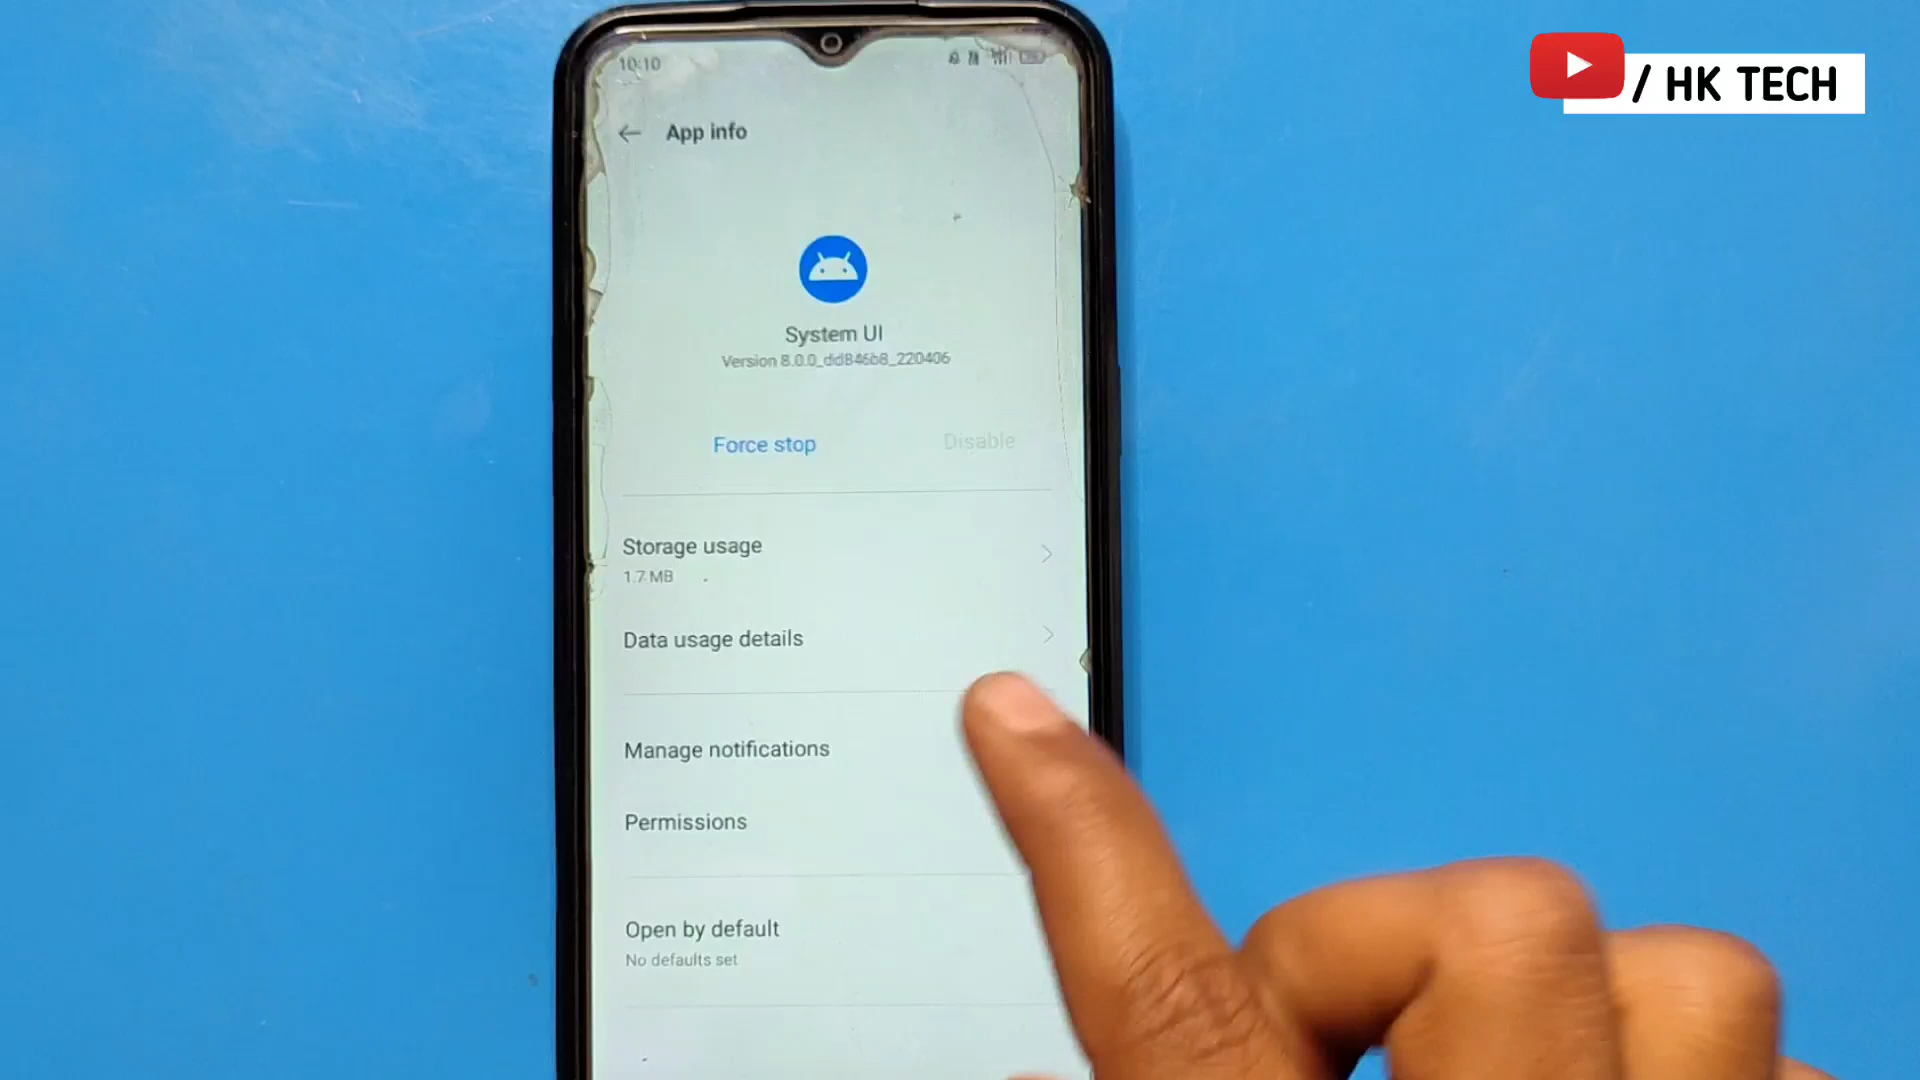 / HK TECH
10:10
App info
System UI
Version 8.0.0_dd846b8_220406
Force stop
Disable
Storage usage
1.7 MB
Data usage details
Manage notifications
Permissions
Open by default
No defaults set